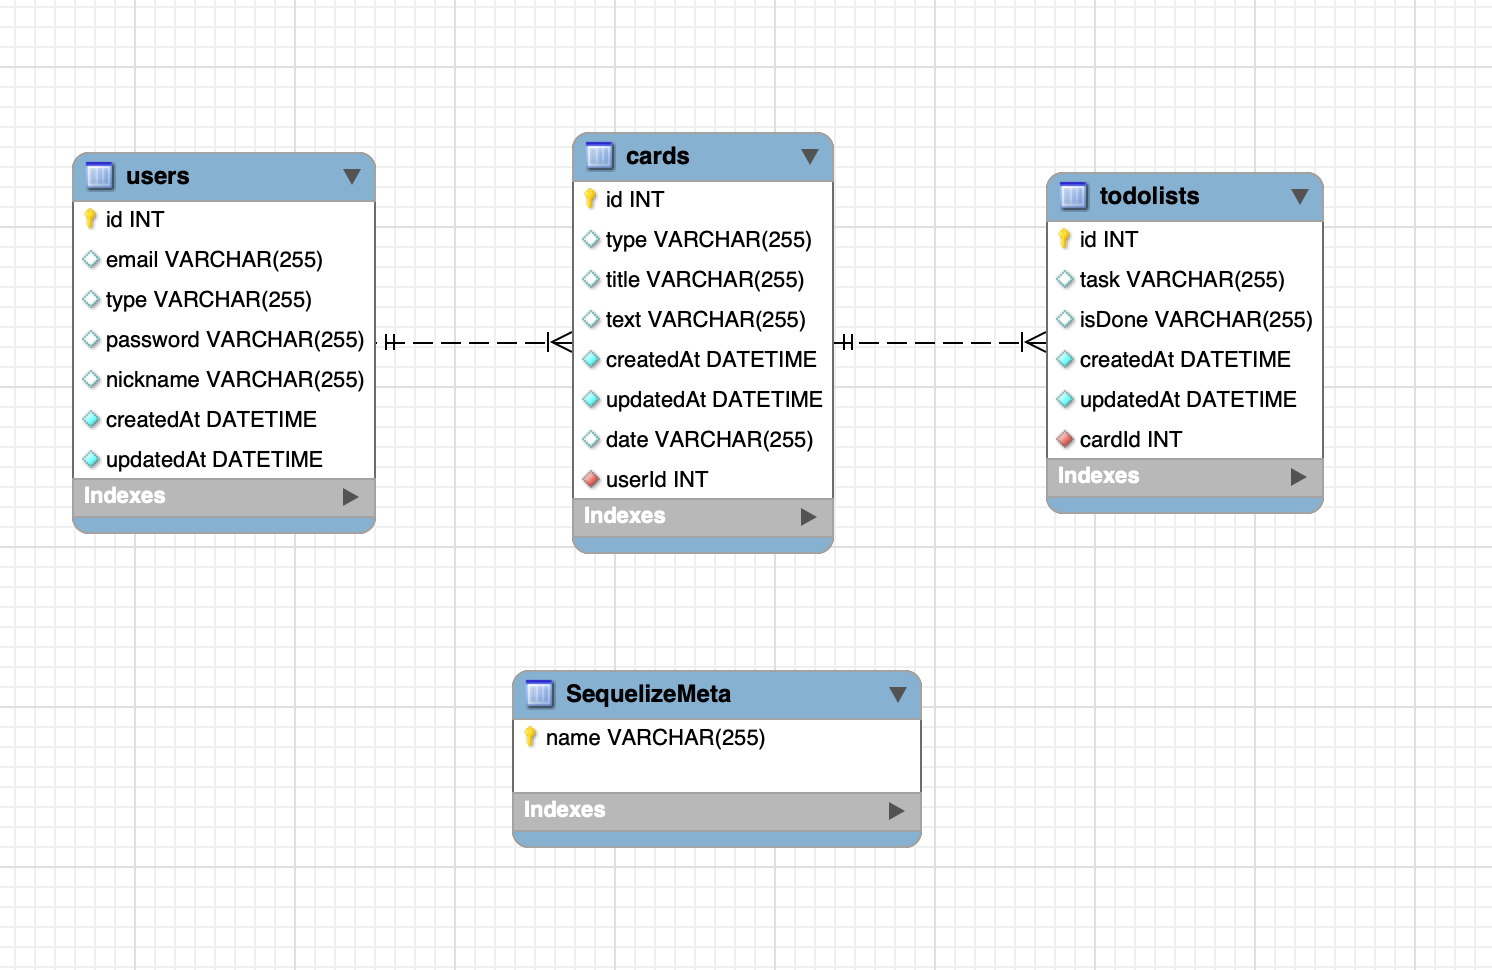 users
id INT
email VARCHAR(255)
type VARCHAR(255)
password VARCHAR(255)
nickname VARCHAR(255)
createdAt DATETIME
updatedAt DATETIME
Indexes
cards
id INT
type VARCHAR(255)
title VARCHAR(255)
text VARCHAR(255)
createdAt DATETIME
updatedAt DATETIME
date VARCHAR(255)
userId INT
Indexes
todolists
id INT
task VARCHAR(255)
isDone VARCHAR(255)
createdAt DATETIME
updatedAt DATETIME
cardId INT
Indexes
SequelizeMeta
name VARCHAR(255)
Indexes